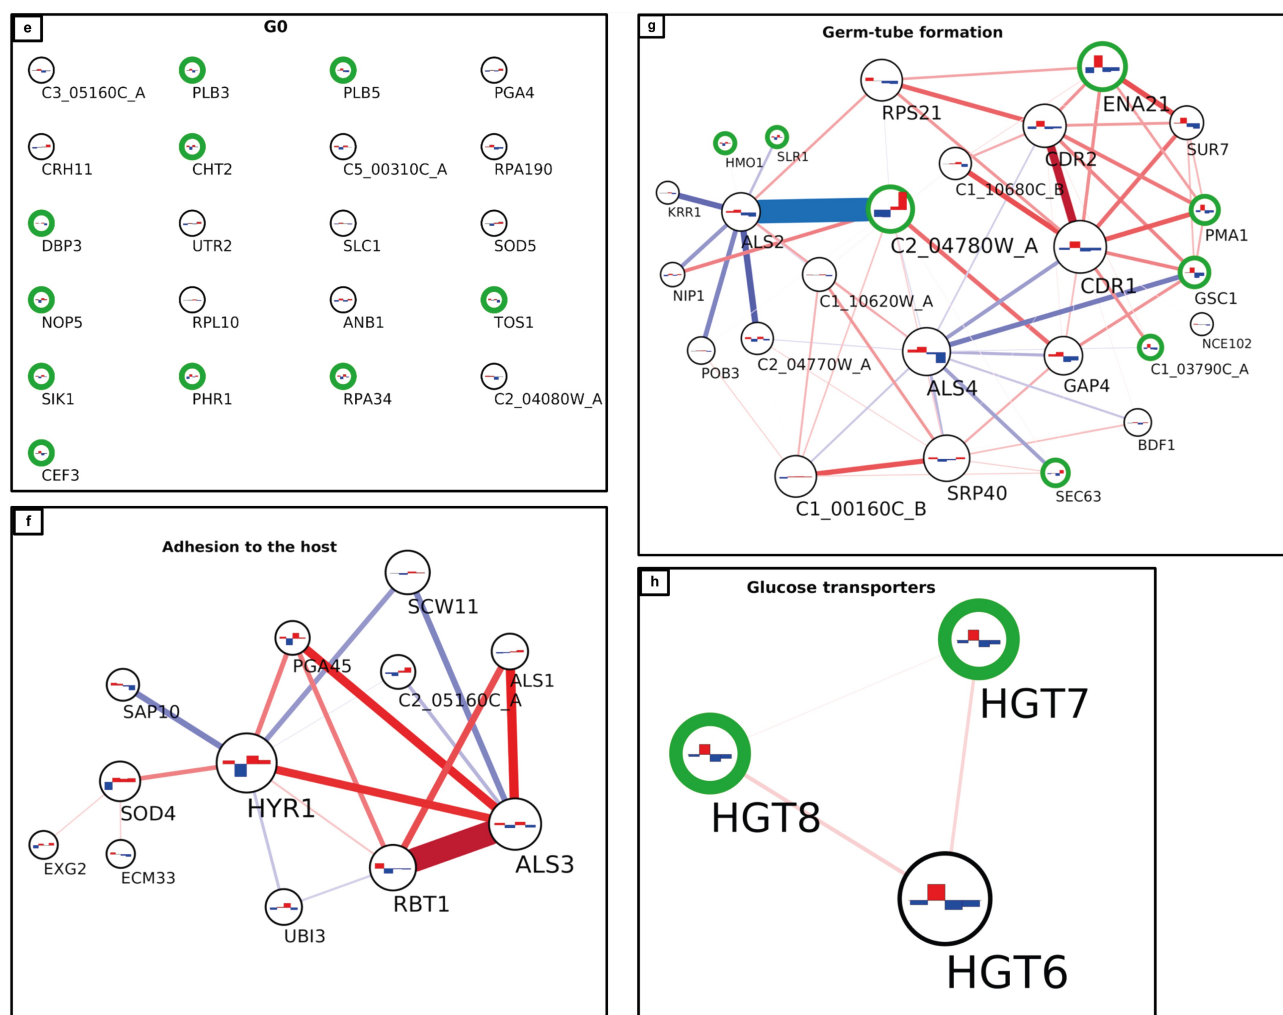 e
G0
C3_05160C_A
PLB3
PLB5
PGA4
CRH11
CHT2
C5_00310C_A
RPA190
DBP3
UTR2
SLC1
SOD5
NOP5
RPL10
ANB1
TOS1
SIK1
PHR1
RPA34
C2_04080W_A
CEF3
f
Adhesion to the host
SCW11
PGA45
C2_05160C_A
ALS1
SAP10
HYR1
SOD4
EXG2
ECM33
ALS3
RBT1
UBI3
g
Germ-tube formation
RPS21
ENA21
CDR2
SUR7
HMO1
SLR1
C1_10680C_B
KRR1
ALS2
C2_04780W_A
PMA1
CDR1
NIP1
C1_10620W_A
GSC1
NCE102
POB3
C2_04770W_A
ALS4
GAP4
C1_03790C_A
BDF1
SRP40
SEC63
C1_00160C_B
h
Glucose transporters
HGT7
HGT8
HGT6